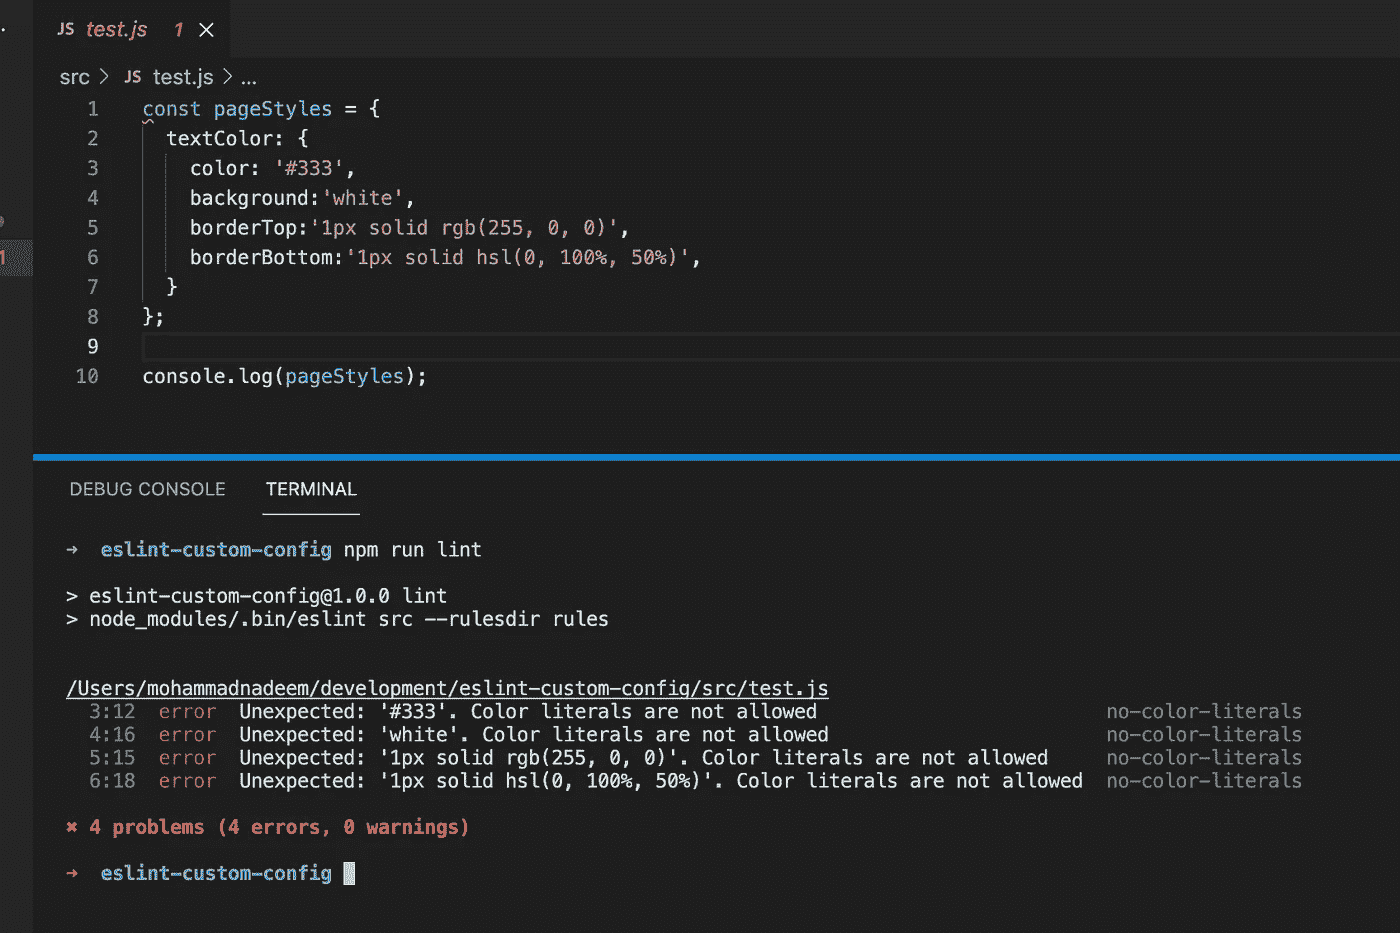 JS test.js 1 ×
src > JS test.js > ...
1 const pageStyles = {
2 textColor: {
3 color: '#333',
4 background:'white',
5 borderTop:'1px solid rgb(255, 0, 0)',
6 borderBottom:'1px solid hsl(0, 100%, 50%)',
7 }
8 };
9
10 console.log(pageStyles);
1
DEBUG CONSOLE TERMINAL
→ eslint-custom-config npm run lint
> eslint-custom-config@1.0.0 lint
> node_modules/.bin/eslint src --rulesdir rules
/Users/mohammadnadeem/development/eslint-custom-config/src/test.js
3:12 error Unexpected: '#333'. Color literals are not allowed no-color-literals
4:16 error Unexpected: 'white'. Color literals are not allowed no-color-literals
5:15 error Unexpected: '1px solid rgb(255, 0, 0)'. Color literals are not allowed no-color-literals
6:18 error Unexpected: '1px solid hsl(0, 100%, 50%)'. Color literals are not allowed no-color-literals
✖ 4 problems (4 errors, 0 warnings)
→ eslint-custom-config